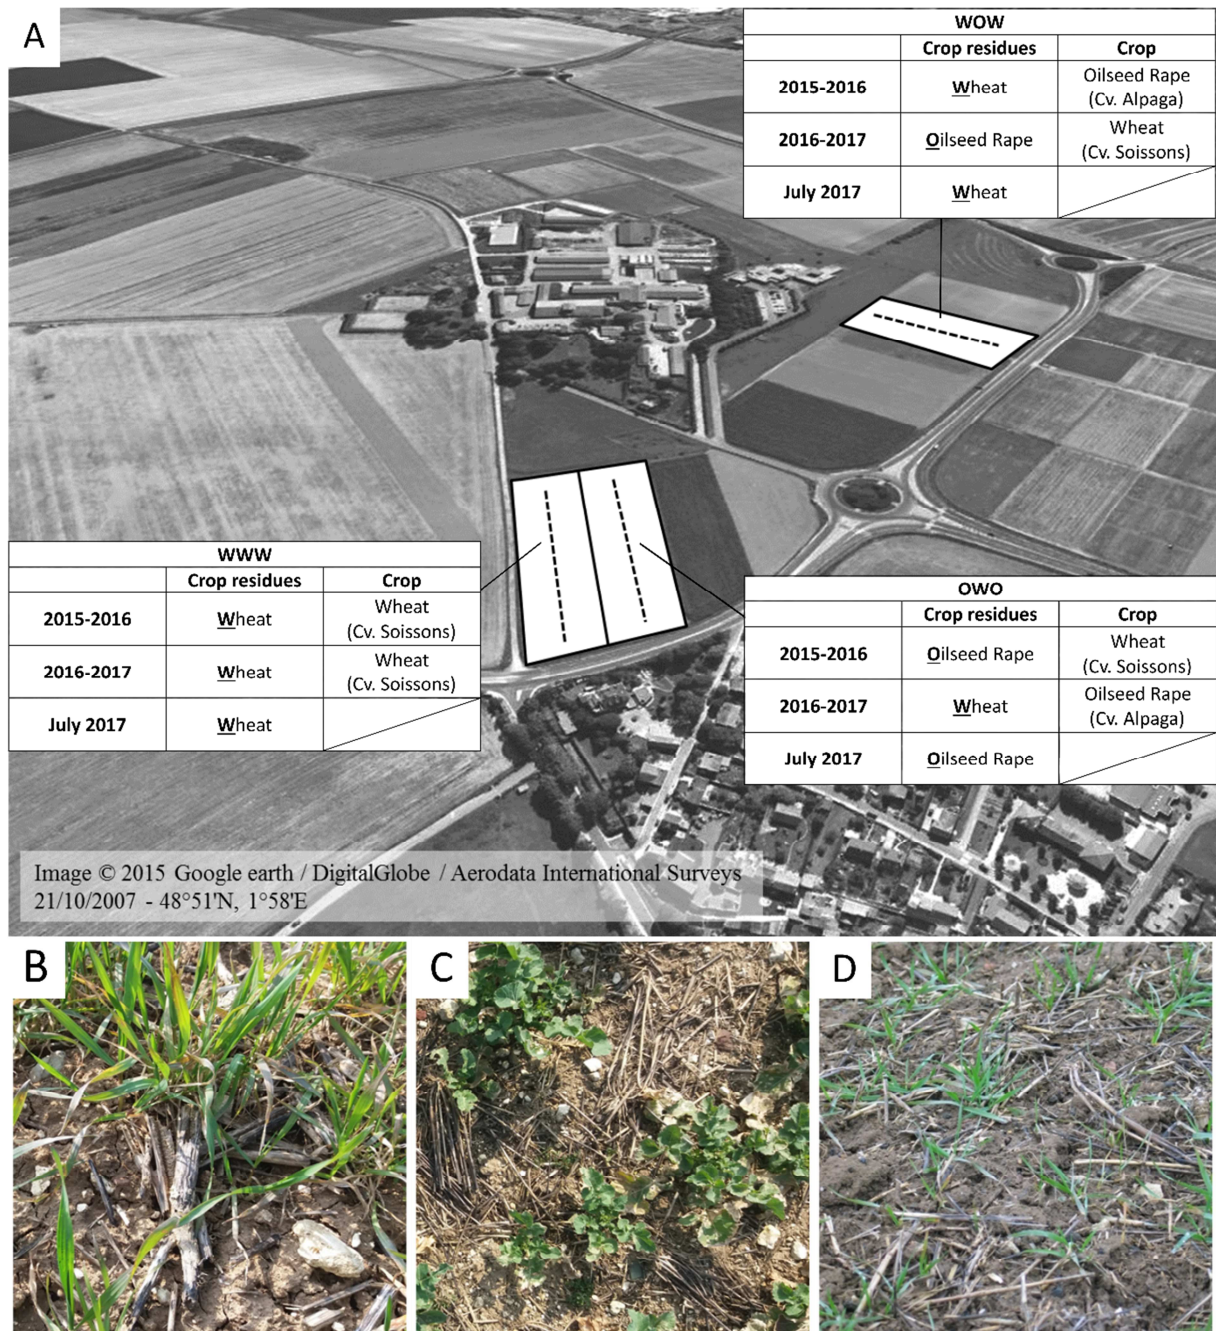 A
WOW
Crop residues Crop
2015-2016 Wheat Oilseed Rape
(Cv. Alpaga)
2016-2017 Oilseed Rape Wheat
(Cv. Soissons)
July 2017 Wheat
WWW
Crop residues Crop
2015-2016 Wheat Wheat
(Cv. Soissons)
2016-2017 Wheat Wheat
(Cv. Soissons)
July 2017 Wheat
OWO
Crop residues Crop
2015-2016 Oilseed Rape Wheat
(Cv. Soissons)
2016-2017 Wheat Oilseed Rape
(Cv. Alpaga)
July 2017 Oilseed Rape
Image © 2015 Google earth / DigitalGlobe / Aerodata International Surveys
21/10/2007 - 48°51'N, 1°58'E
B
C
D